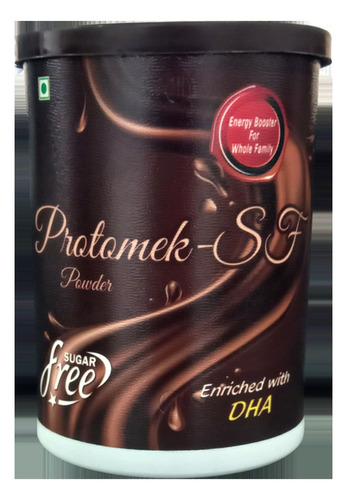 Energy Booster
For
Whole Family
Protomek-SF
Powder
SUGAR
free
Enriched with
DHA